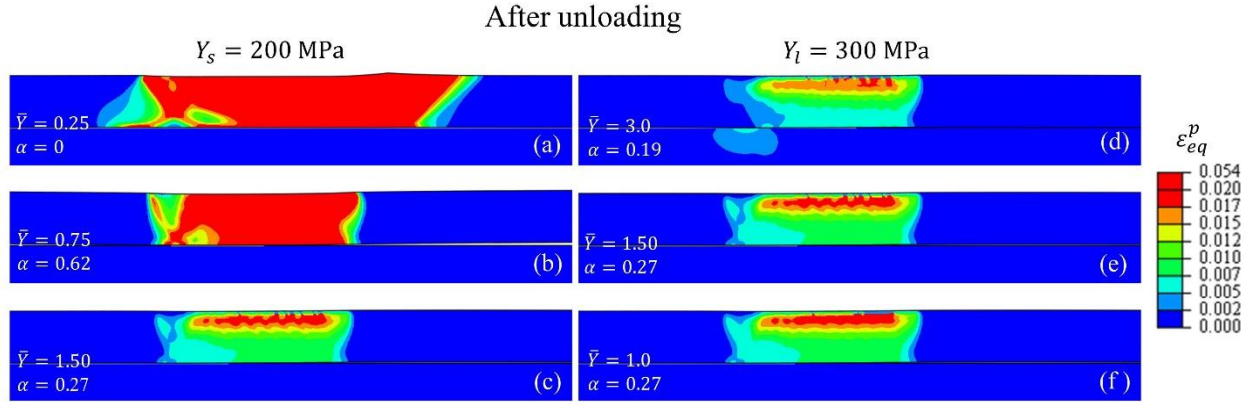 After unloading
Y_s = 200 MPa
Y_l = 300 MPa
Ȳ = 0.25
α = 0
(a)
Ȳ = 3.0
α = 0.19
(d)
Ȳ = 0.75
α = 0.62
(b)
Ȳ = 1.50
α = 0.27
(e)
Ȳ = 1.50
α = 0.27
(c)
Ȳ = 1.0
α = 0.27
(f)
ε_eq^p
0.054
0.020
0.017
0.015
0.012
0.010
0.007
0.005
0.002
0.000